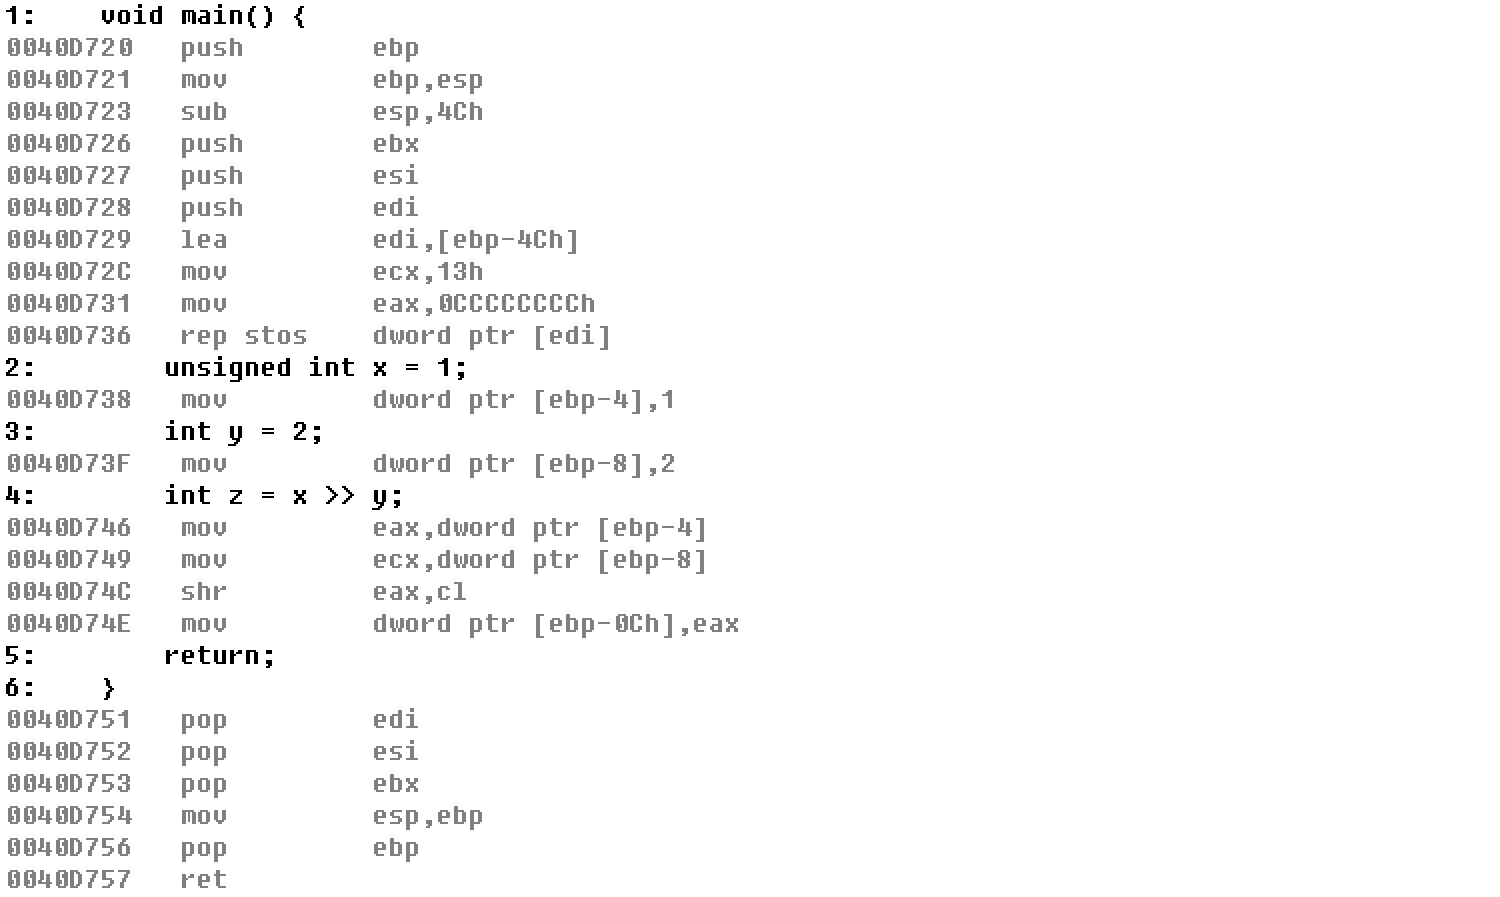 1:    void main() {
0040D720   push        ebp
0040D721   mov         ebp,esp
0040D723   sub         esp,4Ch
0040D726   push        ebx
0040D727   push        esi
0040D728   push        edi
0040D729   lea         edi,[ebp-4Ch]
0040D72C   mov         ecx,13h
0040D731   mov         eax,0CCCCCCCCh
0040D736   rep stos    dword ptr [edi]
2:        unsigned int x = 1;
0040D738   mov         dword ptr [ebp-4],1
3:        int y = 2;
0040D73F   mov         dword ptr [ebp-8],2
4:        int z = x >> y;
0040D746   mov         eax,dword ptr [ebp-4]
0040D749   mov         ecx,dword ptr [ebp-8]
0040D74C   shr         eax,cl
0040D74E   mov         dword ptr [ebp-0Ch],eax
5:        return;
6:    }
0040D751   pop         edi
0040D752   pop         esi
0040D753   pop         ebx
0040D754   mov         esp,ebp
0040D756   pop         ebp
0040D757   ret